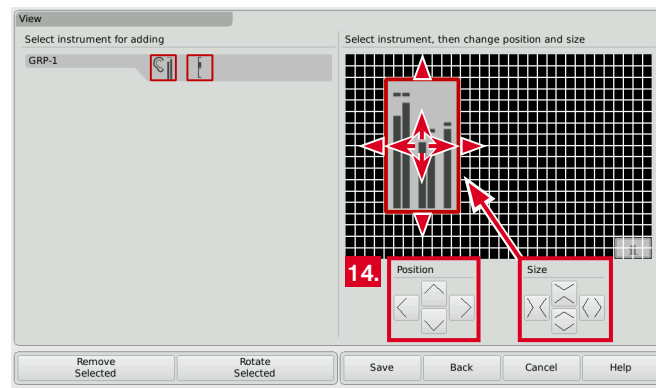 View
Select instrument for adding
Select instrument, then change position and size
GRP-1
14.
Position
Size
Remove
Selected
Rotate
Selected
Save
Back
Cancel
Help